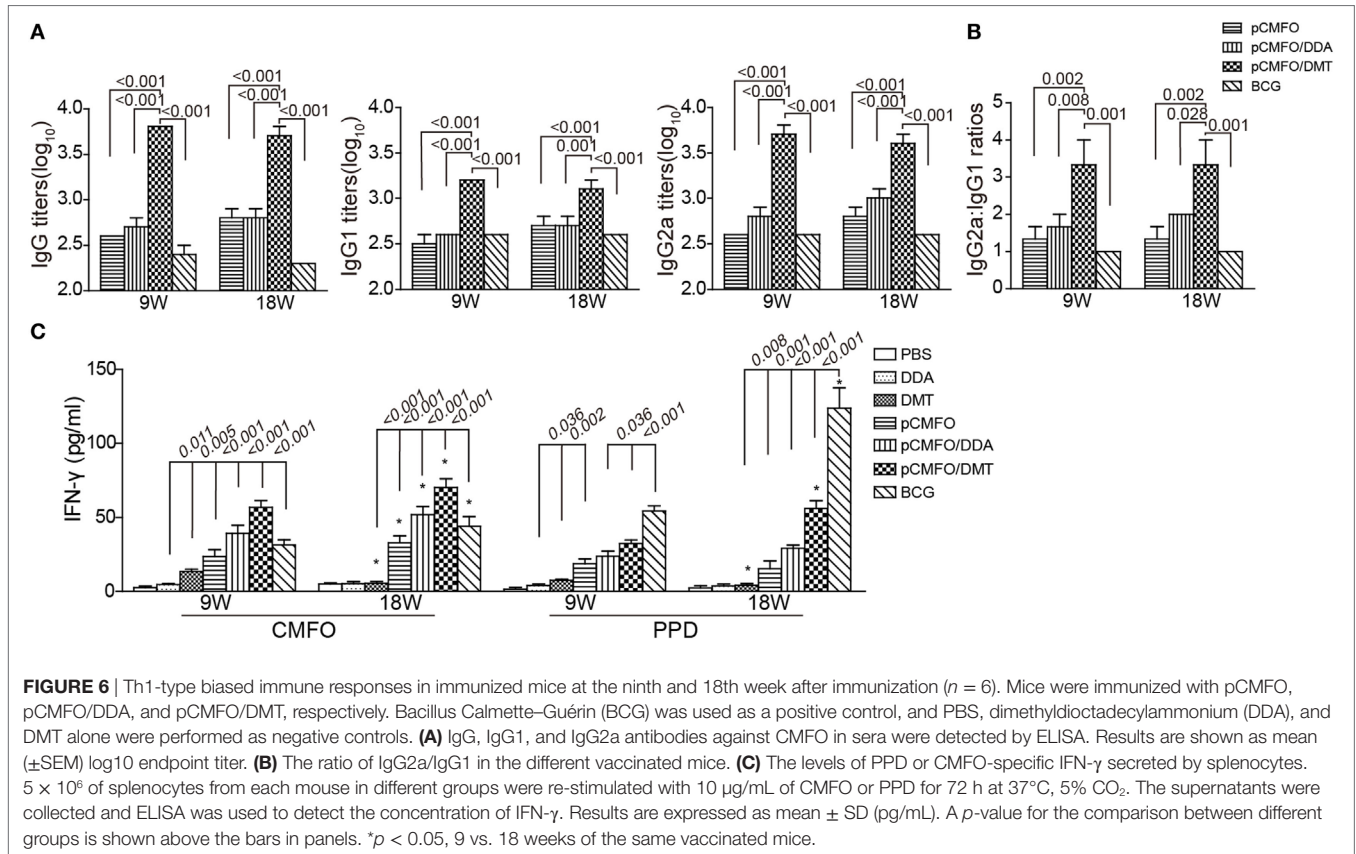 A
B
pCMFO
pCMFO/DDA
pCMFO/DMT
BCG
<0.001
<0.001
<0.001
<0.001
<0.001
<0.001
IgG titers(log10)
4.0
3.5
3.0
2.5
2.0
9W
18W
<0.001
<0.001
<0.001
<0.001
0.001
<0.001
IgG1 titers(log10)
4.0
3.5
3.0
2.5
2.0
9W
18W
<0.001
<0.001
<0.001
<0.001
<0.001
<0.001
IgG2a titers(log10)
4.0
3.5
3.0
2.5
2.0
9W
18W
0.002
0.008
0.001
0.002
0.028
0.001
IgG2a:IgG1 ratios
5
4
3
2
1
0
9W
18W
C
IFN-γ (pg/ml)
150
100
50
0
0.011
0.005
<0.001
<0.001
<0.001
<0.001
<0.001
<0.001
<0.001
0.036
0.002
0.036
<0.001
0.008
0.001
<0.001
<0.001
*
*
*
*
*
*
*
*
9W
18W
9W
18W
CMFO
PPD
PBS
DDA
DMT
pCMFO
pCMFO/DDA
pCMFO/DMT
BCG
FIGURE 6 | Th1-type biased immune responses in immunized mice at the ninth and 18th week after immunization (n = 6). Mice were immunized with pCMFO,
pCMFO/DDA, and pCMFO/DMT, respectively. Bacillus Calmette–Guérin (BCG) was used as a positive control, and PBS, dimethyldioctadecylammonium (DDA), and
DMT alone were performed as negative controls. (A) IgG, IgG1, and IgG2a antibodies against CMFO in sera were detected by ELISA. Results are shown as mean
(±SEM) log10 endpoint titer. (B) The ratio of IgG2a/IgG1 in the different vaccinated mice. (C) The levels of PPD or CMFO-specific IFN-γ secreted by splenocytes.
5 × 10⁶ of splenocytes from each mouse in different groups were re-stimulated with 10 µg/mL of CMFO or PPD for 72 h at 37°C, 5% CO₂. The supernatants were
collected and ELISA was used to detect the concentration of IFN-γ. Results are expressed as mean ± SD (pg/mL). A p-value for the comparison between different
groups is shown above the bars in panels. *p < 0.05, 9 vs. 18 weeks of the same vaccinated mice.